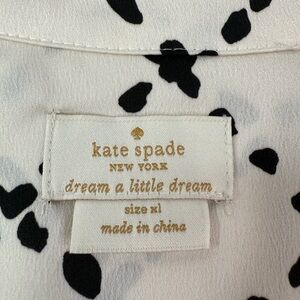 kate spade
NEW YORK
dream a little dream
size xl
made in china